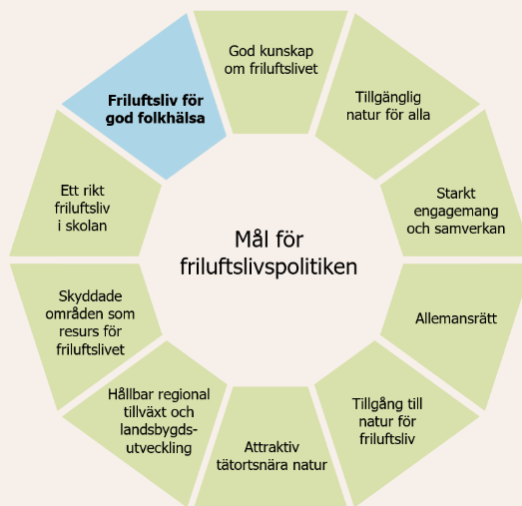 God kunskap
om friluftslivet
Tillgänglig
natur för alla
Starkt
engagemang
och samverkan
Allemansrätt
Tillgång till
natur för
friluftsliv
Attraktiv
tätortsnära natur
Hållbar regional
tillväxt och
landsbygds-
utveckling
Skyddade
områden som
resurs för
friluftslivet
Ett rikt
friluftsliv
i skolan
Friluftsliv för
god folkhälsa
Mål för
friluftslivspolitiken